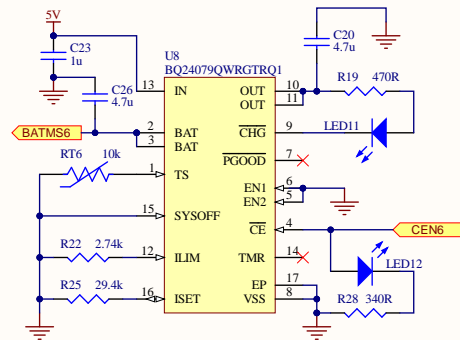 5V
C23
1u
C26
4.7u
BATMS6
RT6 10k
R22 2.74k
R25 29.4k
U8
BQ24079QWRGTRQ1
13 IN
2 BAT
3 BAT
1 TS
15 SYSOFF
12 ILIM
16 ISET
OUT 10
OUT 11
CHG 9
PGOOD 7
EN1 6
EN2 5
CE 4
TMR 14
EP 17
VSS 8
C20
4.7u
R19 470R
LED11
CEN6
LED12
R28 340R